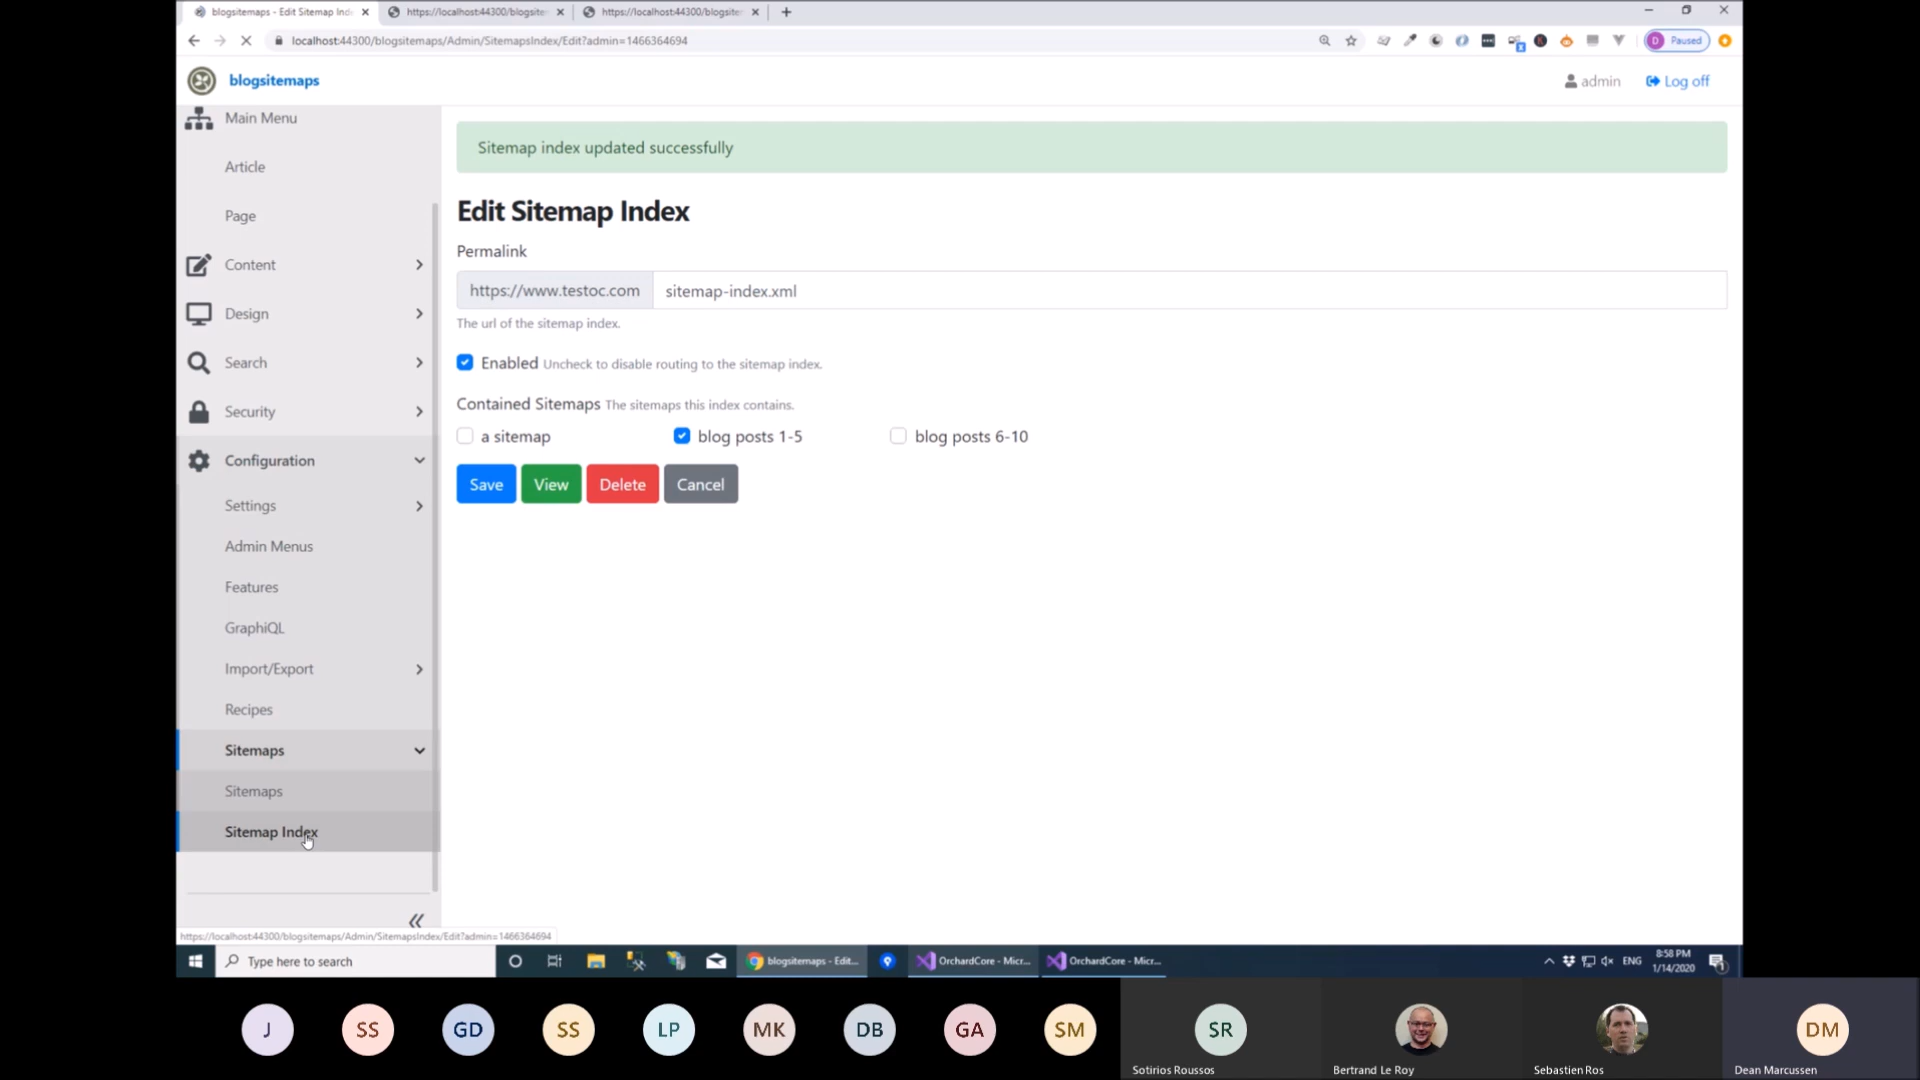 blogsitemaps - Edit Sitemap Ind
https://localhost:44300/blogsite
https://localhost:44300/blogsite
localhost:44300/blogsitemaps/Admin/SitemapsIndex/Edit?admin=1466364694
D Paused
blogsitemaps
admin
Log off
Main Menu
Article
Page
Content
Design
Search
Security
Configuration
Settings
Admin Menus
Features
GraphiQL
Import/Export
Recipes
Sitemaps
Sitemaps
Sitemap Index
Sitemap index updated successfully
Edit Sitemap Index
Permalink
https://www.testoc.com sitemap-index.xml
The url of the sitemap index.
Enabled Uncheck to disable routing to the sitemap index.
Contained Sitemaps The sitemaps this index contains.
a sitemap blog posts 1-5 blog posts 6-10
Save View Delete Cancel
https://localhost:44300/blogsitemaps/Admin/SitemapsIndex/Edit?admin=1466364694
Type here to search
blogsitemaps - Edit...
OrchardCore - Micr...
OrchardCore - Micr...
ENG
8:58 PM
1/14/2020
1
J SS GD SS LP MK DB GA SM SR DM
Sotirios Roussos Bertrand Le Roy Sebastien Ros Dean Marcussen